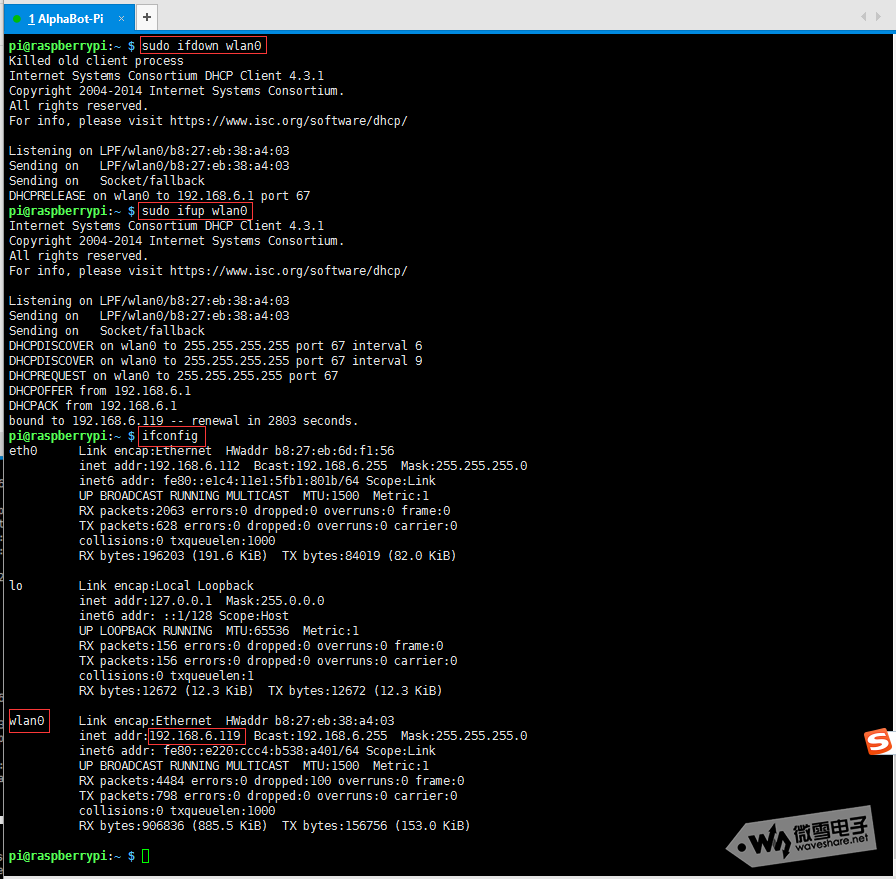 1 AlphaBot-Pi × +
pi@raspberrypi:~ $ sudo ifdown wlan0
Killed old client process
Internet Systems Consortium DHCP Client 4.3.1
Copyright 2004-2014 Internet Systems Consortium.
All rights reserved.
For info, please visit https://www.isc.org/software/dhcp/
Listening on LPF/wlan0/b8:27:eb:38:a4:03
Sending on   LPF/wlan0/b8:27:eb:38:a4:03
Sending on   Socket/fallback
DHCPRELEASE on wlan0 to 192.168.6.1 port 67
pi@raspberrypi:~ $ sudo ifup wlan0
Internet Systems Consortium DHCP Client 4.3.1
Copyright 2004-2014 Internet Systems Consortium.
All rights reserved.
For info, please visit https://www.isc.org/software/dhcp/
Listening on LPF/wlan0/b8:27:eb:38:a4:03
Sending on   LPF/wlan0/b8:27:eb:38:a4:03
Sending on   Socket/fallback
DHCPDISCOVER on wlan0 to 255.255.255.255 port 67 interval 6
DHCPDISCOVER on wlan0 to 255.255.255.255 port 67 interval 9
DHCPREQUEST on wlan0 to 255.255.255.255 port 67
DHCPOFFER from 192.168.6.1
DHCPACK from 192.168.6.1
bound to 192.168.6.119 -- renewal in 2803 seconds.
pi@raspberrypi:~ $ ifconfig
eth0      Link encap:Ethernet  HWaddr b8:27:eb:6d:f1:56
inet addr:192.168.6.112  Bcast:192.168.6.255  Mask:255.255.255.0
inet6 addr: fe80::e1c4:11e1:5fb1:801b/64 Scope:Link
UP BROADCAST RUNNING MULTICAST  MTU:1500  Metric:1
RX packets:2063 errors:0 dropped:0 overruns:0 frame:0
TX packets:628 errors:0 dropped:0 overruns:0 carrier:0
collisions:0 txqueuelen:1000
RX bytes:196203 (191.6 KiB)  TX bytes:84019 (82.0 KiB)
lo        Link encap:Local Loopback
inet addr:127.0.0.1  Mask:255.0.0.0
inet6 addr: ::1/128 Scope:Host
UP LOOPBACK RUNNING  MTU:65536  Metric:1
RX packets:156 errors:0 dropped:0 overruns:0 frame:0
TX packets:156 errors:0 dropped:0 overruns:0 carrier:0
collisions:0 txqueuelen:1
RX bytes:12672 (12.3 KiB)  TX bytes:12672 (12.3 KiB)
wlan0     Link encap:Ethernet  HWaddr b8:27:eb:38:a4:03
inet addr:192.168.6.119  Bcast:192.168.6.255  Mask:255.255.255.0
inet6 addr: fe80::e220:ccc4:b538:a401/64 Scope:Link
UP BROADCAST RUNNING MULTICAST  MTU:1500  Metric:1
RX packets:4484 errors:0 dropped:100 overruns:0 frame:0
TX packets:798 errors:0 dropped:0 overruns:0 carrier:0
collisions:0 txqueuelen:1000
RX bytes:906836 (885.5 KiB)  TX bytes:156756 (153.0 KiB)
pi@raspberrypi:~ $
S
微雪电子
waveshare.net